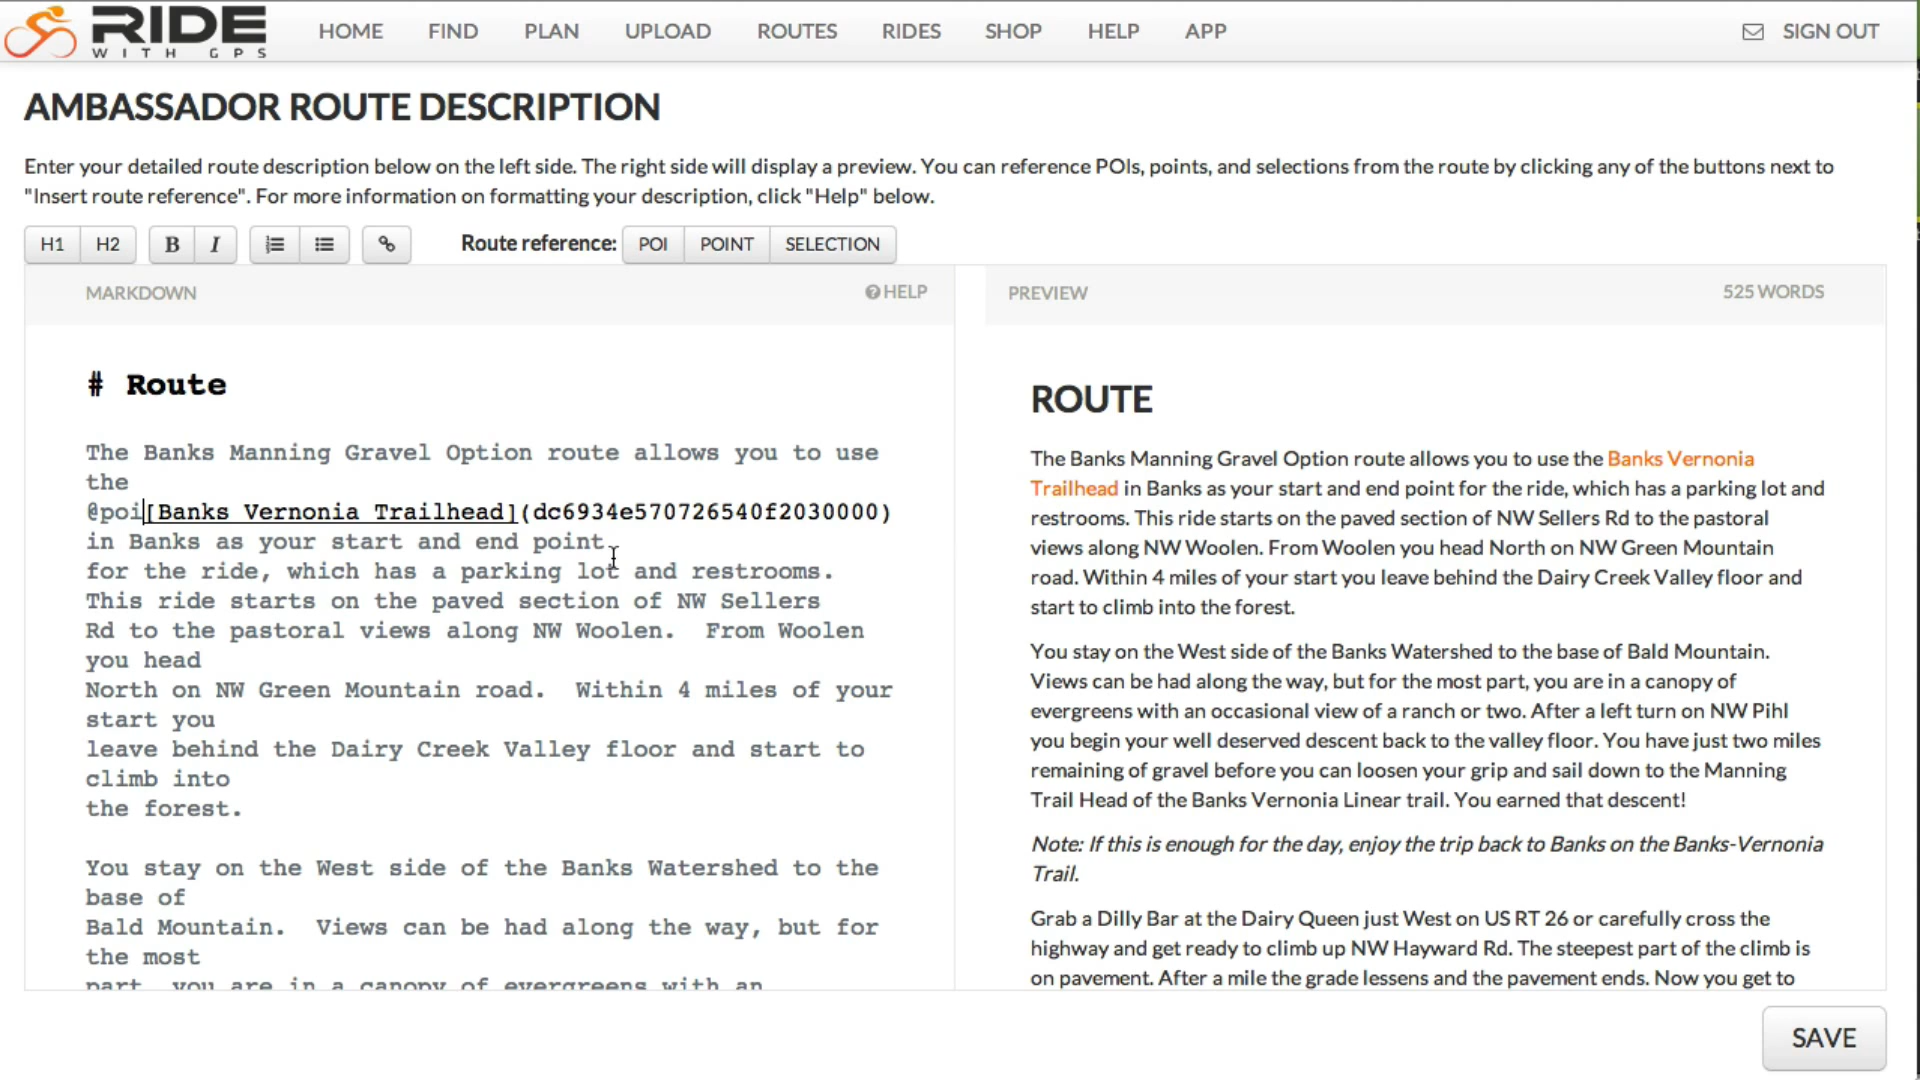 RIDE
WITH GPS
HOME FIND PLAN UPLOAD ROUTES RIDES SHOP HELP APP SIGN OUT
AMBASSADOR ROUTE DESCRIPTION
Enter your detailed route description below on the left side. The right side will display a preview. You can reference POIs, points, and selections from the route by clicking any of the buttons next to
"Insert route reference". For more information on formatting your description, click "Help" below.
H1 H2 B I Route reference: POI POINT SELECTION
MARKDOWN HELP
# Route
The Banks Manning Gravel Option route allows you to use
the
@poi[Banks Vernonia Trailhead](dc6934e570726540f2030000)
in Banks as your start and end point
for the ride, which has a parking lot and restrooms.
This ride starts on the paved section of NW Sellers
Rd to the pastoral views along NW Woolen.  From Woolen
you head
North on NW Green Mountain road.  Within 4 miles of your
start you
leave behind the Dairy Creek Valley floor and start to
climb into
the forest.
You stay on the West side of the Banks Watershed to the
base of
Bald Mountain.  Views can be had along the way, but for
the most
part, you are in a canopy of evergreens with an
PREVIEW 525 WORDS
ROUTE
The Banks Manning Gravel Option route allows you to use the Banks Vernonia
Trailhead in Banks as your start and end point for the ride, which has a parking lot and
restrooms. This ride starts on the paved section of NW Sellers Rd to the pastoral
views along NW Woolen. From Woolen you head North on NW Green Mountain
road. Within 4 miles of your start you leave behind the Dairy Creek Valley floor and
start to climb into the forest.
You stay on the West side of the Banks Watershed to the base of Bald Mountain.
Views can be had along the way, but for the most part, you are in a canopy of
evergreens with an occasional view of a ranch or two. After a left turn on NW Pihl
you begin your well deserved descent back to the valley floor. You have just two miles
remaining of gravel before you can loosen your grip and sail down to the Manning
Trail Head of the Banks Vernonia Linear trail. You earned that descent!
Note: If this is enough for the day, enjoy the trip back to Banks on the Banks-Vernonia
Trail.
Grab a Dilly Bar at the Dairy Queen just West on US RT 26 or carefully cross the
highway and get ready to climb up NW Hayward Rd. The steepest part of the climb is
on pavement. After a mile the grade lessens and the pavement ends. Now you get to
SAVE